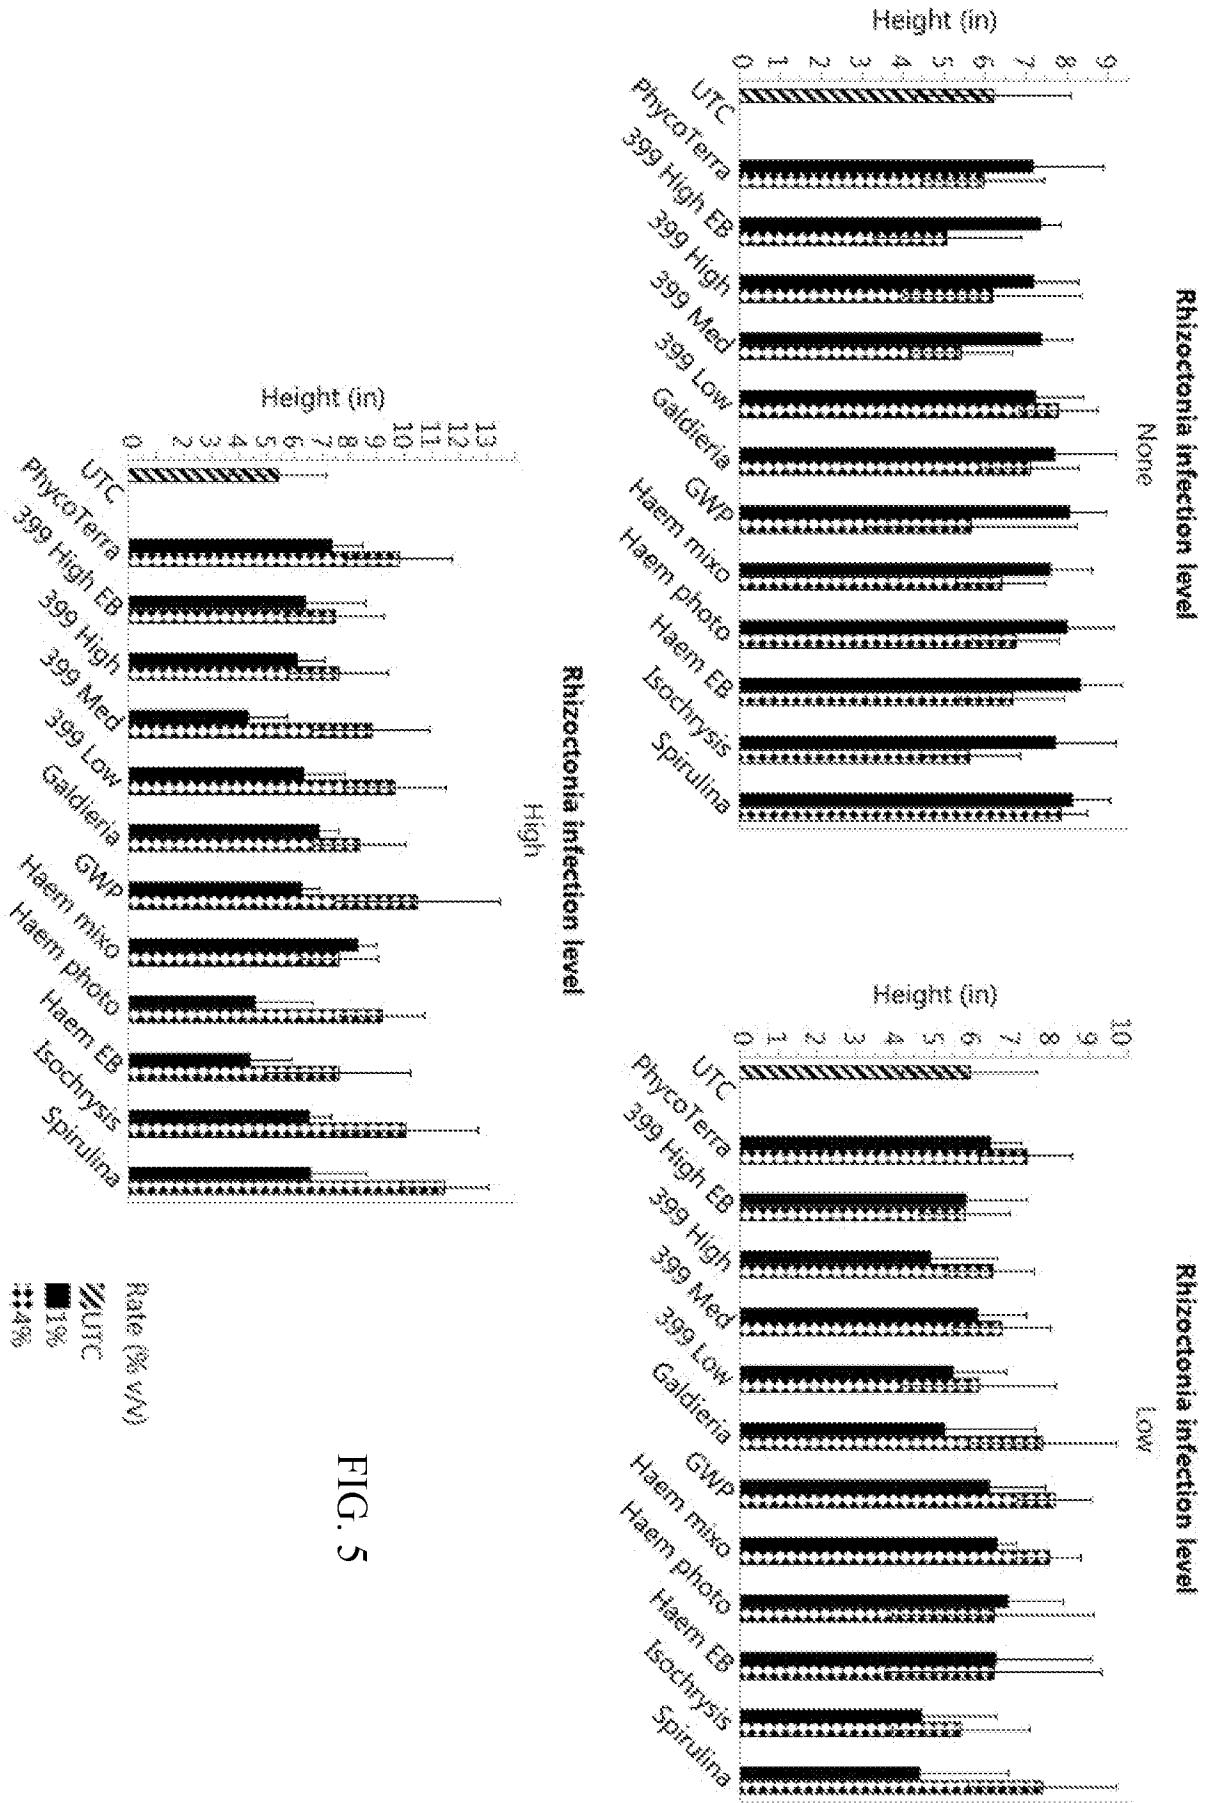 Rhizoctonia infection level
None
Height (in)
0 1 2 3 4 5 6 7 8 9
UTC
PhycoTerra
399 High EB
399 High
399 Med
399 Low
Galdieria
GWP
Haem mixo
Haem photo
Haem EB
Isochrysis
Spirulina
Rhizoctonia infection level
Low
Height (in)
0 1 2 3 4 5 6 7 8 9 10
UTC
PhycoTerra
399 High EB
399 High
399 Med
399 Low
Galdieria
GWP
Haem mixo
Haem photo
Haem EB
Isochrysis
Spirulina
Rhizoctonia infection level
High
Height (in)
0 2 3 4 5 6 7 8 9 10 11 12 13
UTC
PhycoTerra
399 High EB
399 High
399 Med
399 Low
Galdieria
GWP
Haem mixo
Haem photo
Haem EB
Isochrysis
Spirulina
Rate (% v/v)
UTC
1%
4%
FIG. 5